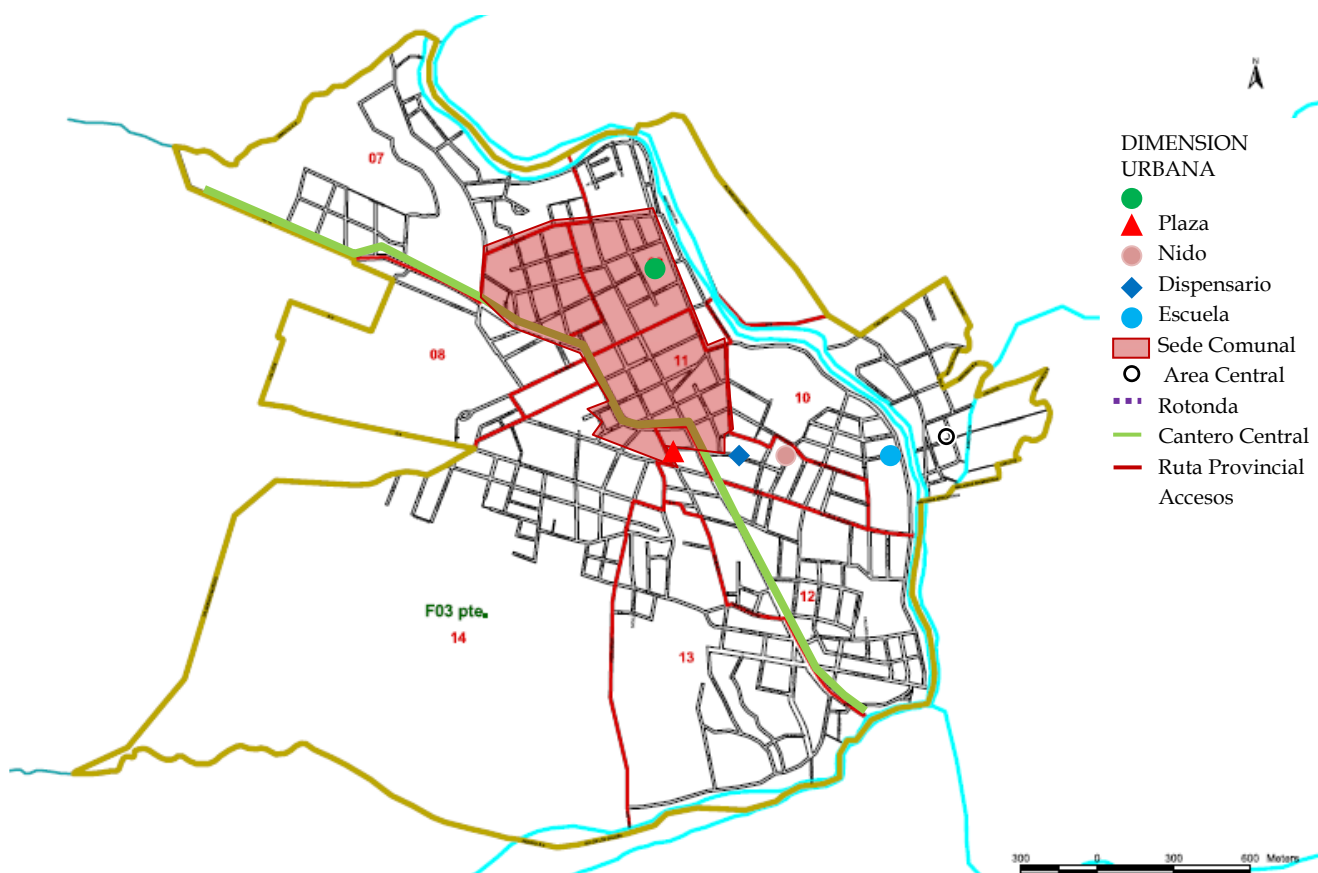 N
DIMENSION
URBANA
Plaza
Nido
Dispensario
Escuela
Sede Comunal
Area Central
Rotonda
Cantero Central
Ruta Provincial
Accesos
07
08
11
10
12
13
F03 pte.
14
300 0 300 600 Meters